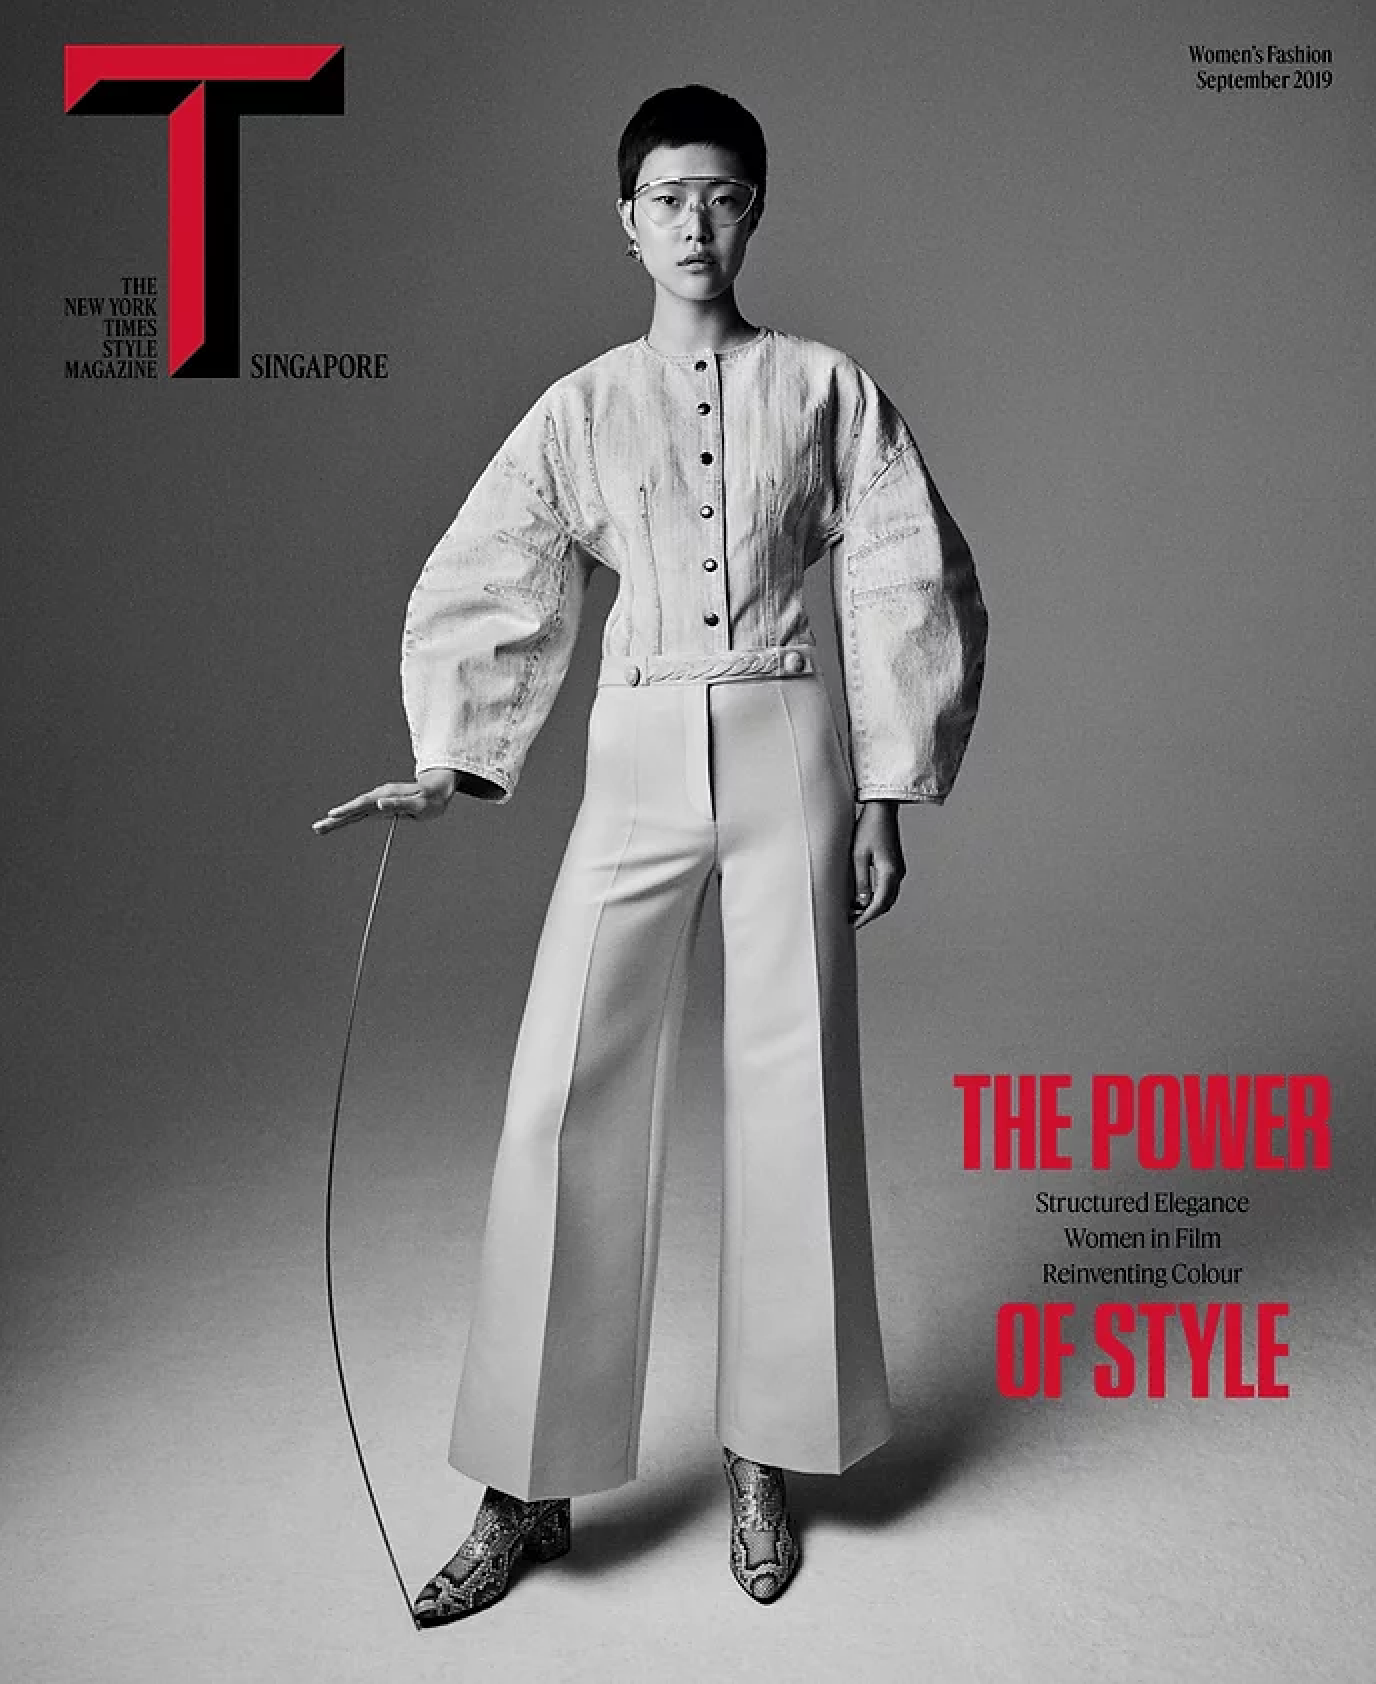 T
THE
NEW YORK
TIMES
STYLE
MAGAZINE
SINGAPORE
Women's Fashion
September 2019
THE POWER
Structured Elegance
Women in Film
Reinventing Colour
OF STYLE